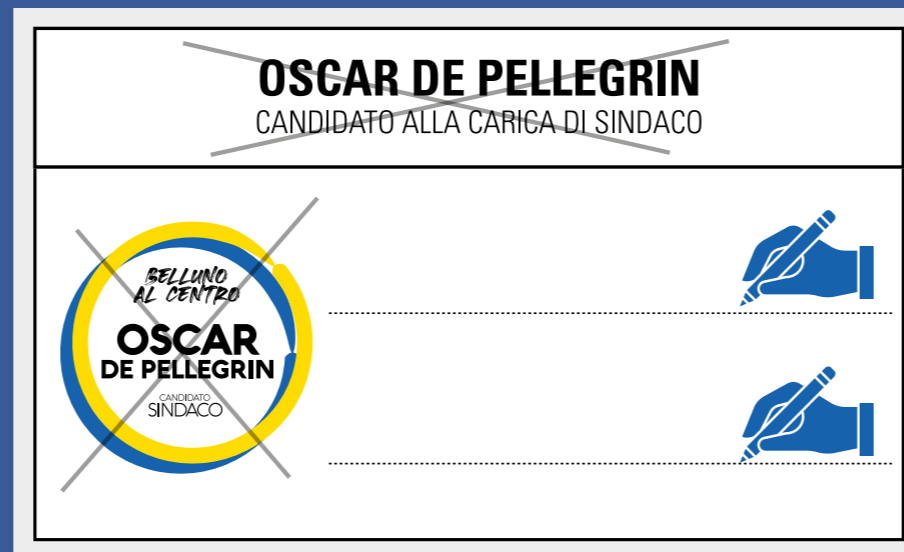 OSCAR DE PELLEGRIN
CANDIDATO ALLA CARICA DI SINDACO
BELLUNO
AL CENTRO
OSCAR
DE PELLEGRIN
CANDIDATO
SINDACO